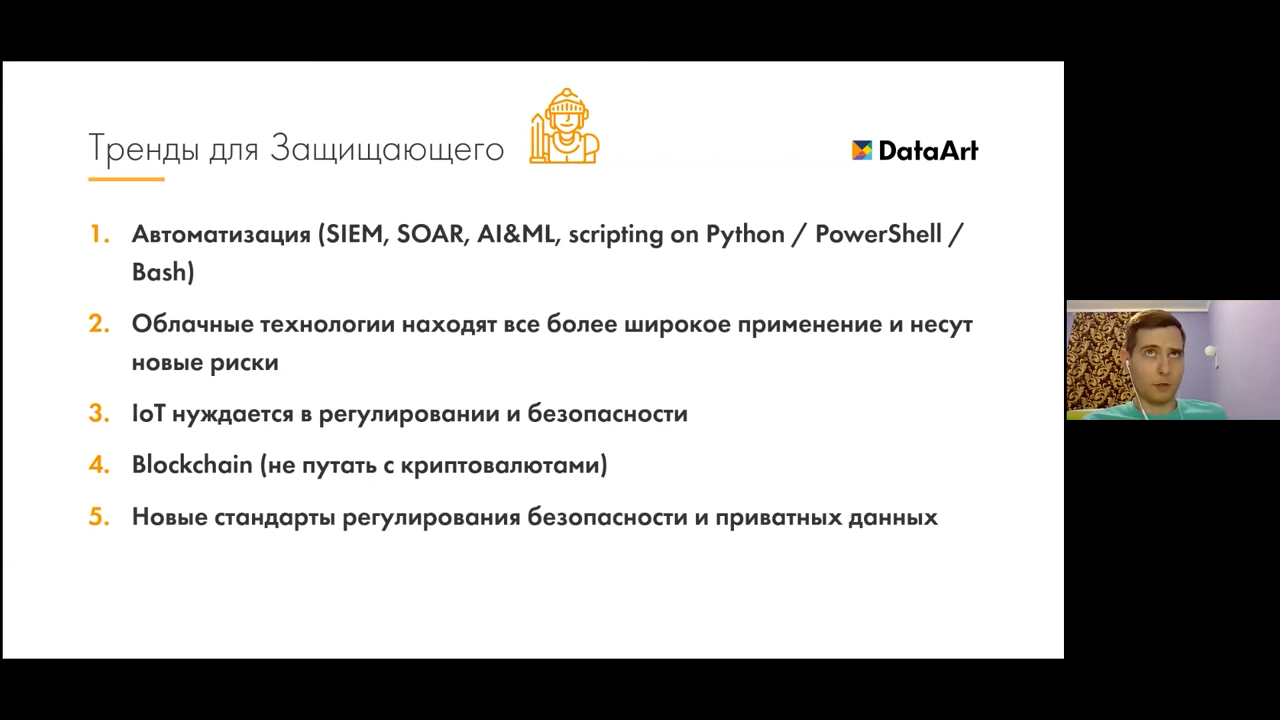 Тренды для Защищающего
DataArt
1. Автоматизация (SIEM, SOAR, AI&ML, scripting on Python / PowerShell /
Bash)
2. Облачные технологии находят все более широкое применение и несут
новые риски
3. IoT нуждается в регулировании и безопасности
4. Blockchain (не путать с криптовалютами)
5. Новые стандарты регулирования безопасности и приватных данных